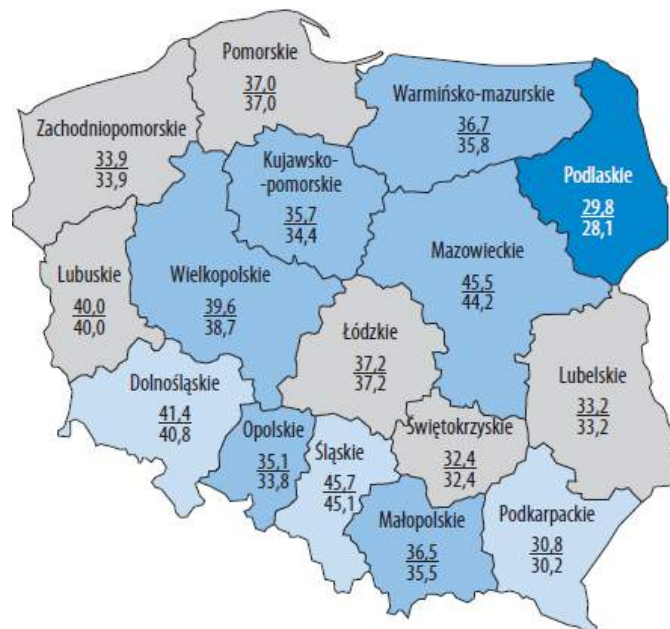 Pomorskie
37,0
37,0
Warmińsko-mazurskie
36,7
35,8
Zachodniopomorskie
33,9
33,9
Kujawsko-
-pomorskie
35,7
34,4
Podlaskie
29,8
28,1
Lubuskie
40,0
40,0
Wielkopolskie
39,6
38,7
Mazowieckie
45,5
44,2
Łódzkie
37,2
37,2
Lubelskie
33,2
33,2
Dolnośląskie
41,4
40,8
Opolskie
35,1
33,8
Śląskie
45,7
45,1
Świętokrzyskie
32,4
32,4
Małopolskie
36,5
35,5
Podkarpackie
30,8
30,2